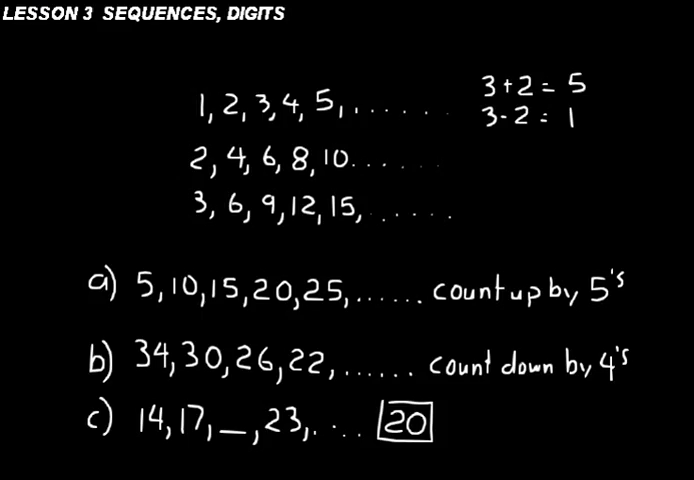 LESSON 3 SEQUENCES, DIGITS
1, 2, 3, 4, 5, . . . . . . .
3 + 2 = 5
3 - 2 = 1
2, 4, 6, 8, 10. . . . . .
3, 6, 9, 12, 15, . . . . . .
a) 5, 10, 15, 20, 25, . . . . . . count up by 5's
b) 34, 30, 26, 22, . . . . . . count down by 4's
c) 14, 17, _, 23, . . . . 20